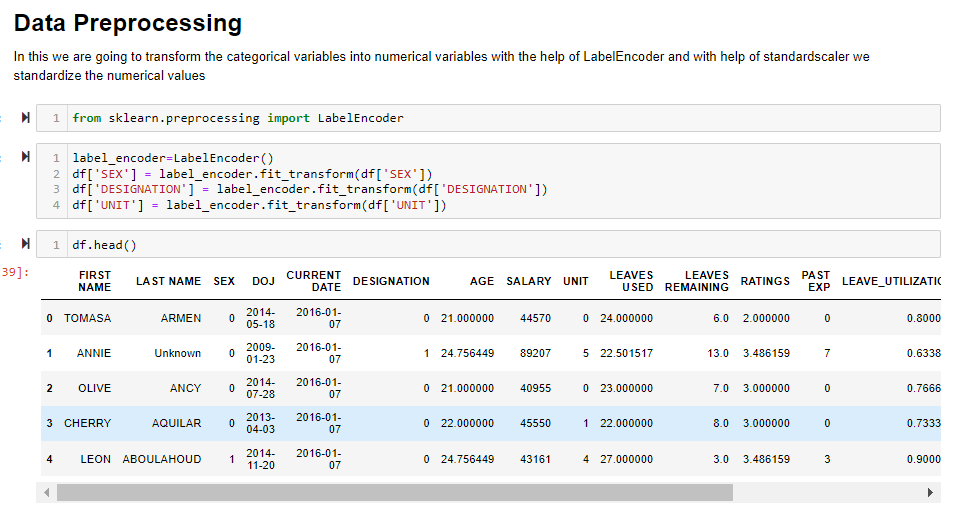 Data Preprocessing
In this we are going to transform the categorical variables into numerical variables with the help of LabelEncoder and with help of standardscaler we
standardize the numerical values
1 from sklearn.preprocessing import LabelEncoder
1 label_encoder=LabelEncoder()
2 df['SEX'] = label_encoder.fit_transform(df['SEX'])
3 df['DESIGNATION'] = label_encoder.fit_transform(df['DESIGNATION'])
4 df['UNIT'] = label_encoder.fit_transform(df['UNIT'])
1 df.head()
39]:
FIRST NAME LAST NAME SEX DOJ CURRENT DATE DESIGNATION AGE SALARY UNIT LEAVES USED LEAVES REMAINING RATINGS PAST EXP LEAVE_UTILIZATIO
0 TOMASA ARMEN 0 2014-05-18 2016-01-07 0 21.000000 44570 0 24.000000 6.0 2.000000 0 0.8000
1 ANNIE Unknown 0 2009-01-23 2016-01-07 1 24.756449 89207 5 22.501517 13.0 3.486159 7 0.6338
2 OLIVE ANCY 0 2014-07-28 2016-01-07 0 21.000000 40955 0 23.000000 7.0 3.000000 0 0.7666
3 CHERRY AQUILAR 0 2013-04-03 2016-01-07 0 22.000000 45550 1 22.000000 8.0 3.000000 0 0.7333
4 LEON ABOULAHOUD 1 2014-11-20 2016-01-07 0 24.756449 43161 4 27.000000 3.0 3.486159 3 0.9000